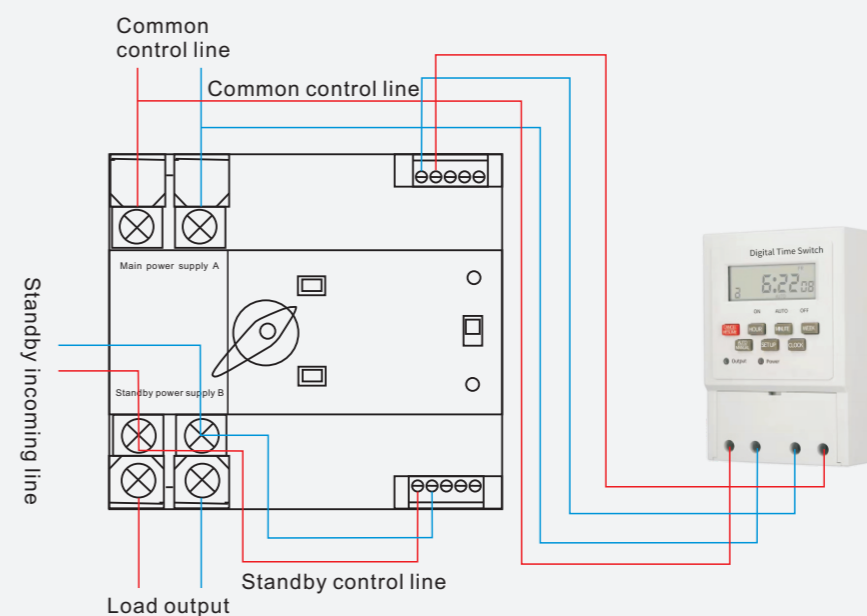 Common
control line
Common control line
Main power supply A
Standby incoming line
Standby power supply B
Standby control line
Load output
Digital Time Switch
6:22 08
ON AUTO OFF
HOUR MINUTE WEEK
SETUP CLOCK
Output Power